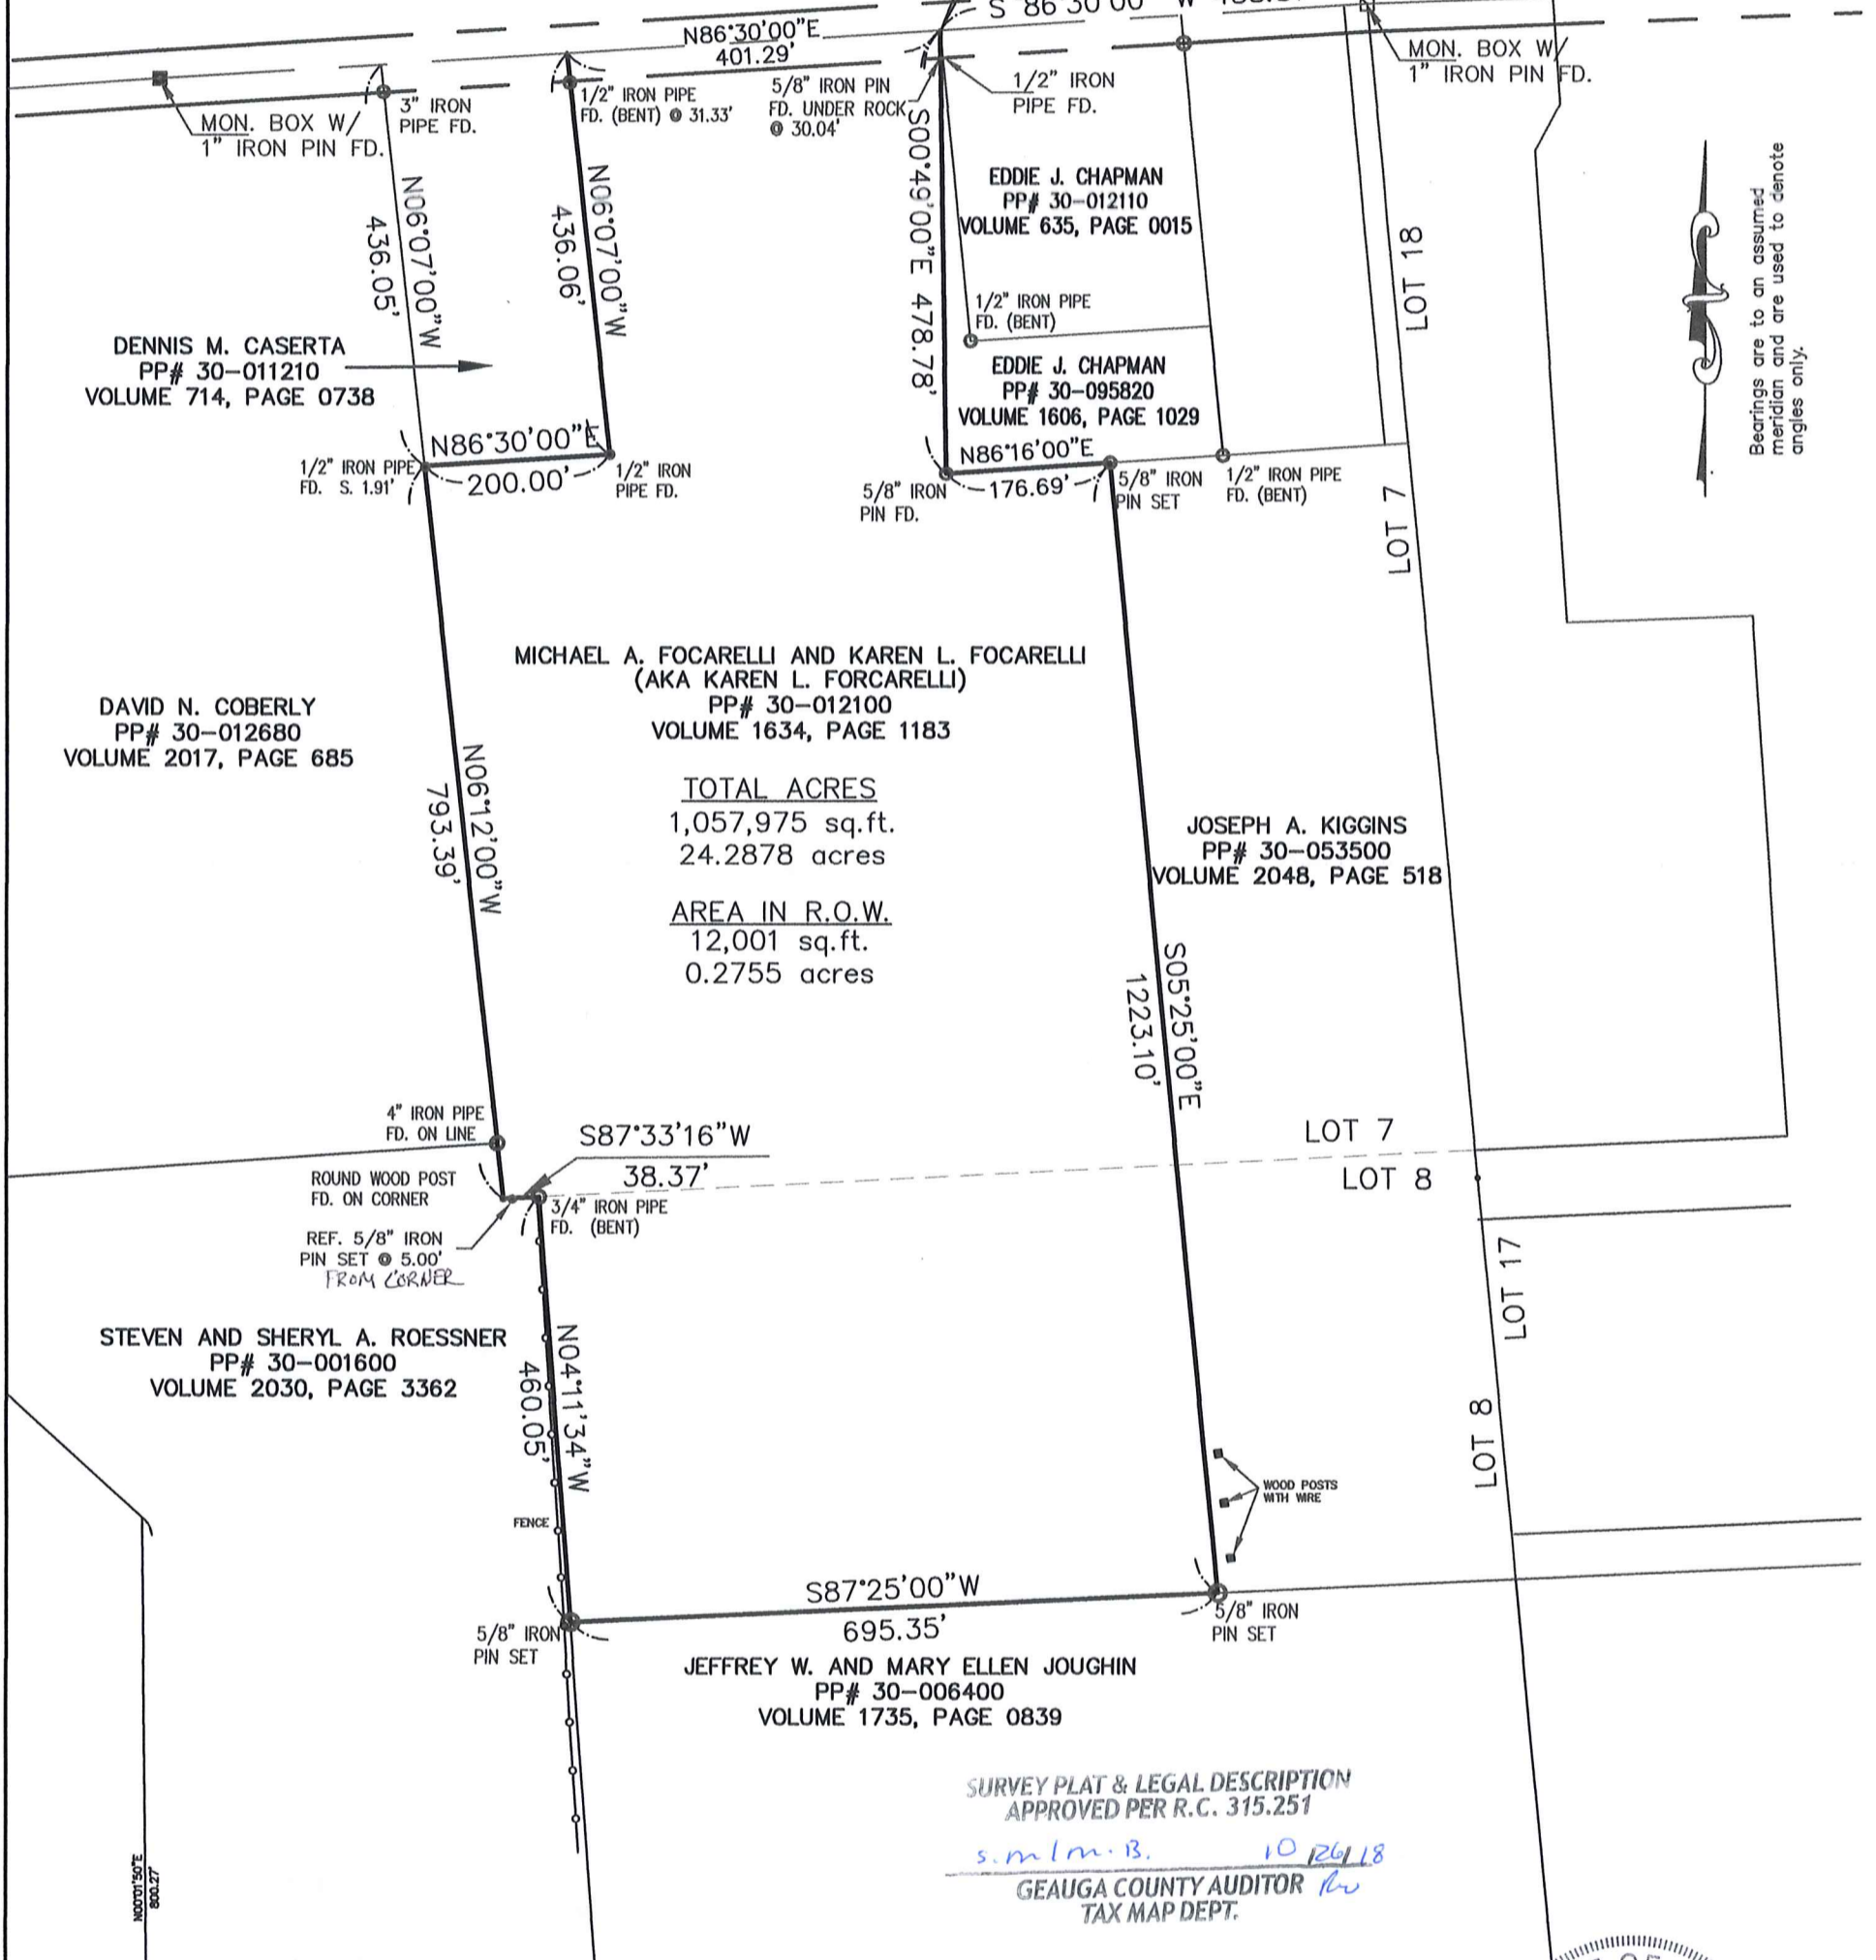 S 86°30'00" W
N86°30'00"E
401.29'
MON. BOX W/
1" IRON PIN FD.
3" IRON
PIPE FD.
1/2" IRON PIPE
FD. (BENT) @ 31.33'
5/8" IRON PIN
FD. UNDER ROCK
@ 30.04'
1/2" IRON
PIPE FD.
MON. BOX W/
1" IRON PIN FD.
N06°07'00"W
436.05'
N06°07'00"W
436.06'
S00°49'00"E 478.78'
EDDIE J. CHAPMAN
PP# 30-012110
VOLUME 635, PAGE 0015
1/2" IRON PIPE
FD. (BENT)
EDDIE J. CHAPMAN
PP# 30-095820
VOLUME 1606, PAGE 1029
LOT 18
LOT 7
Bearings are to an assumed
meridian and are used to denote
angles only.
DENNIS M. CASERTA
PP# 30-011210
VOLUME 714, PAGE 0738
N86°30'00"E
200.00'
1/2" IRON PIPE
FD. S. 1.91'
1/2" IRON
PIPE FD.
N86°16'00"E
176.69'
5/8" IRON
PIN FD.
5/8" IRON
PIN SET
1/2" IRON PIPE
FD. (BENT)
MICHAEL A. FOCARELLI AND KAREN L. FOCARELLI
(AKA KAREN L. FORCARELLI)
PP# 30-012100
VOLUME 1634, PAGE 1183
TOTAL ACRES
1,057,975 sq.ft.
24.2878 acres
AREA IN R.O.W.
12,001 sq.ft.
0.2755 acres
DAVID N. COBERLY
PP# 30-012680
VOLUME 2017, PAGE 685
N06°12'00"W
793.39'
JOSEPH A. KIGGINS
PP# 30-053500
VOLUME 2048, PAGE 518
S05°25'00"E
1223.10'
4" IRON PIPE
FD. ON LINE
S87°33'16"W
38.37'
LOT 7
LOT 8
ROUND WOOD POST
FD. ON CORNER
3/4" IRON PIPE
FD. (BENT)
REF. 5/8" IRON
PIN SET @ 5.00'
FROM CORNER
STEVEN AND SHERYL A. ROESSNER
PP# 30-001600
VOLUME 2030, PAGE 3362
N04°11'34"W
460.05'
LOT 17
LOT 8
WOOD POSTS
WITH WIRE
FENCE
S87°25'00"W
695.35'
5/8" IRON
PIN SET
5/8" IRON
PIN SET
JEFFREY W. AND MARY ELLEN JOUGHIN
PP# 30-006400
VOLUME 1735, PAGE 0839
SURVEY PLAT & LEGAL DESCRIPTION
APPROVED PER R.C. 315.251
s.m/m.B. 10/26/18
GEAUGA COUNTY AUDITOR
TAX MAP DEPT.
N00°01'50"E
800.27'